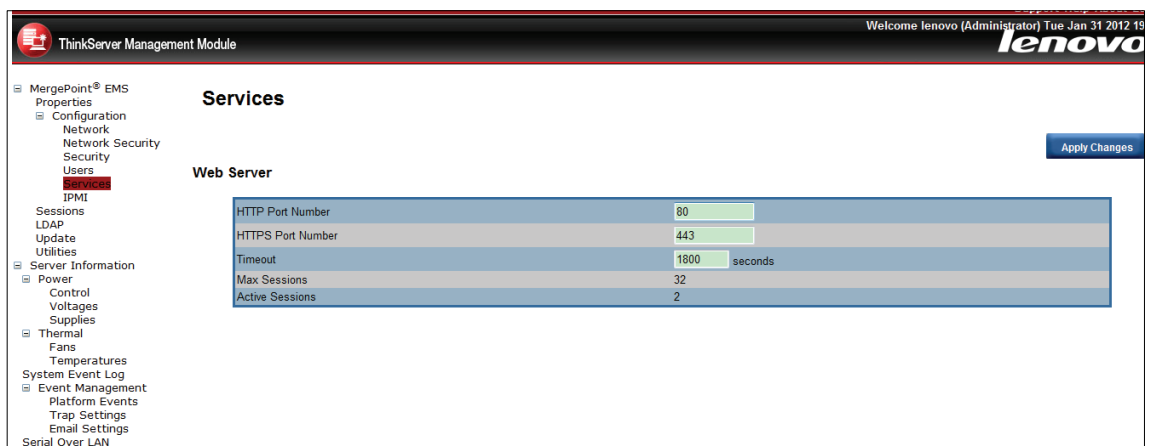 Welcome lenovo (Administrator) Tue Jan 31 2012 19
ThinkServer Management Module
lenovo
MergePoint® EMS
Properties
Configuration
Network
Network Security
Security
Users
Services
IPMI
Sessions
LDAP
Update
Utilities
Server Information
Power
Control
Voltages
Supplies
Thermal
Fans
Temperatures
System Event Log
Event Management
Platform Events
Trap Settings
Email Settings
Serial Over LAN
Services
Apply Changes
Web Server
HTTP Port Number 80
HTTPS Port Number 443
Timeout 1800 seconds
Max Sessions 32
Active Sessions 2